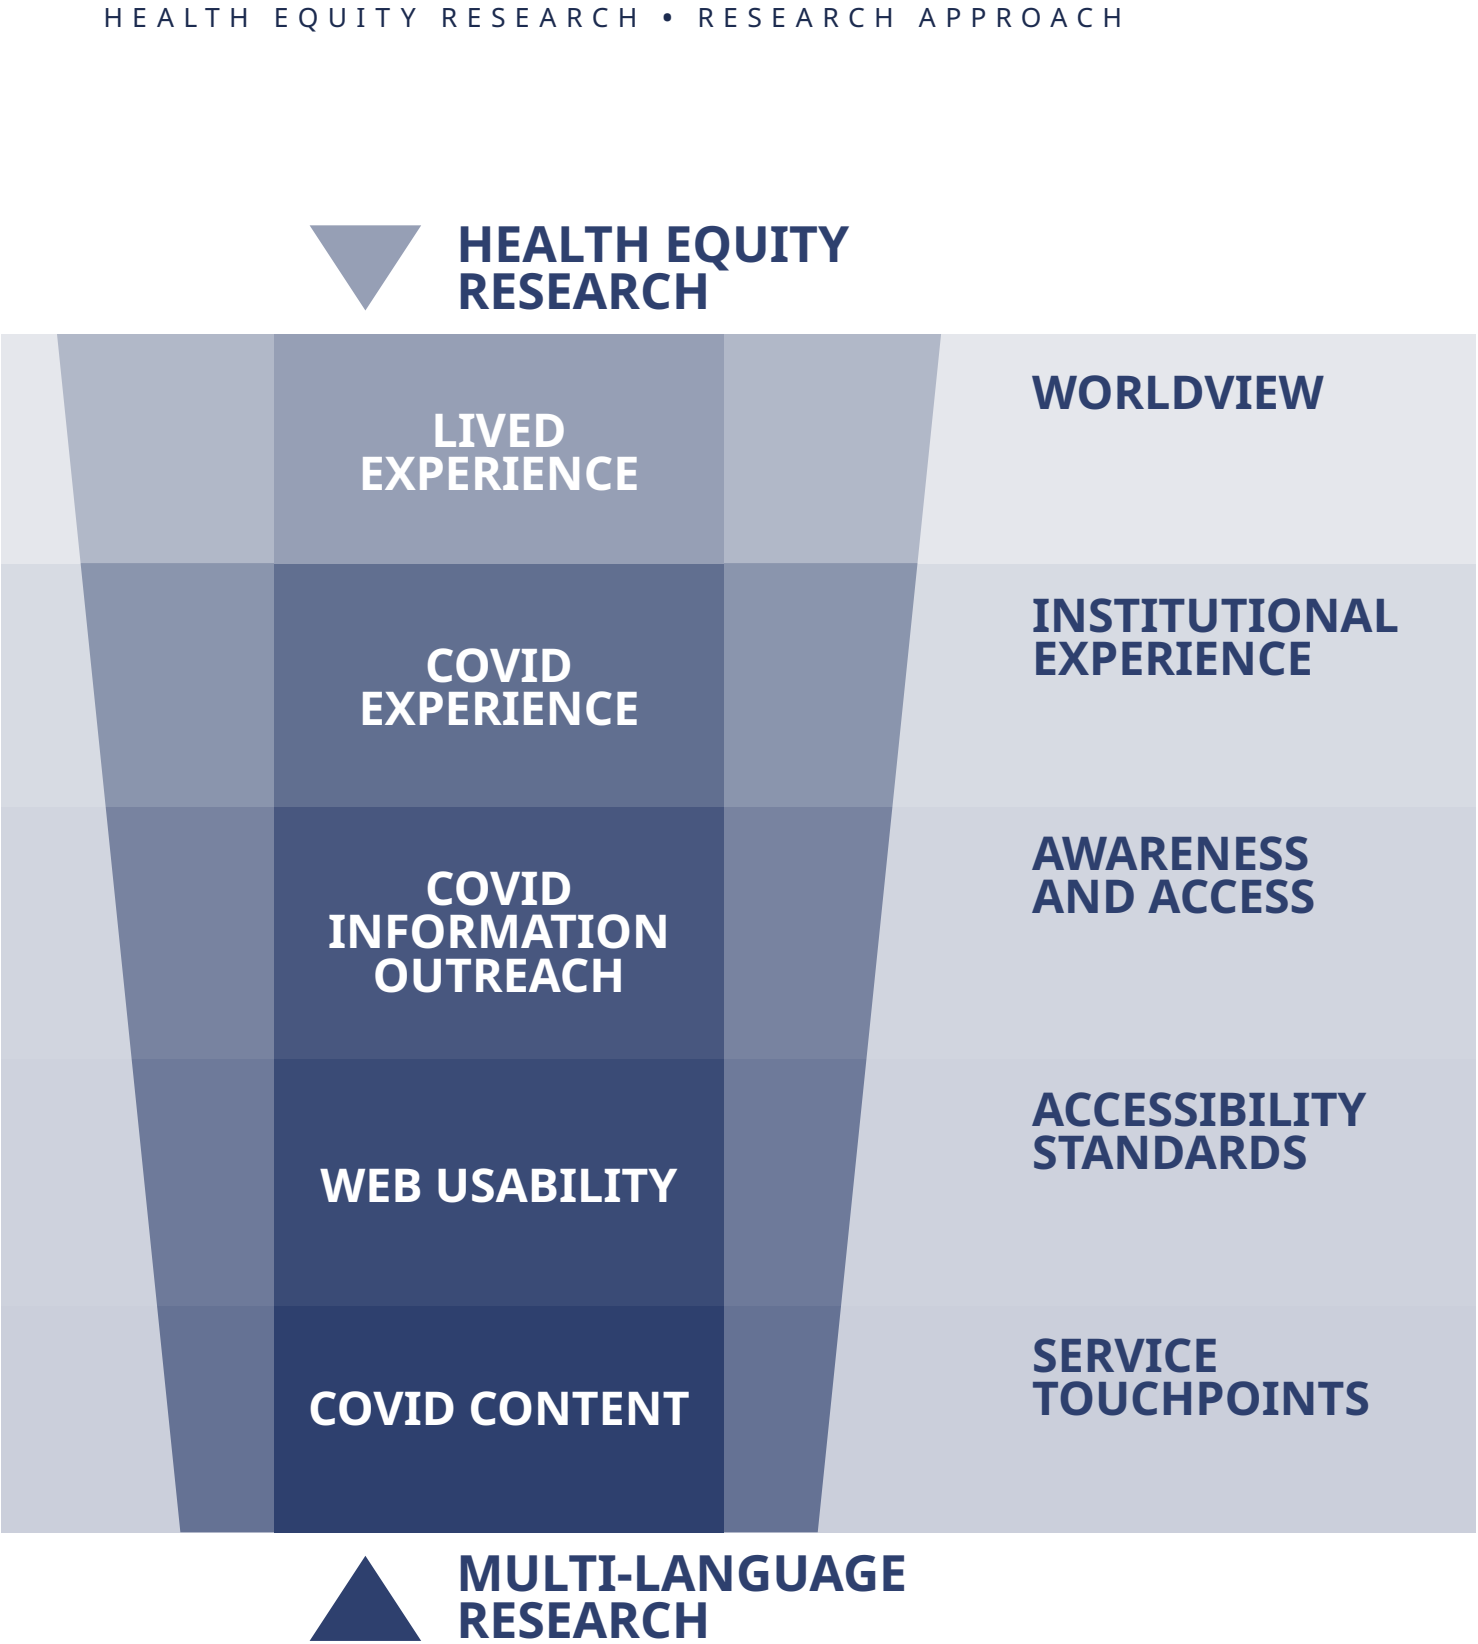 HEALTH EQUITY RESEARCH • RESEARCH APPROACH
HEALTH EQUITY
RESEARCH
LIVED
EXPERIENCE
WORLDVIEW
COVID
EXPERIENCE
INSTITUTIONAL
EXPERIENCE
COVID
INFORMATION
OUTREACH
AWARENESS
AND ACCESS
WEB USABILITY
ACCESSIBILITY
STANDARDS
COVID CONTENT
SERVICE
TOUCHPOINTS
MULTI-LANGUAGE
RESEARCH